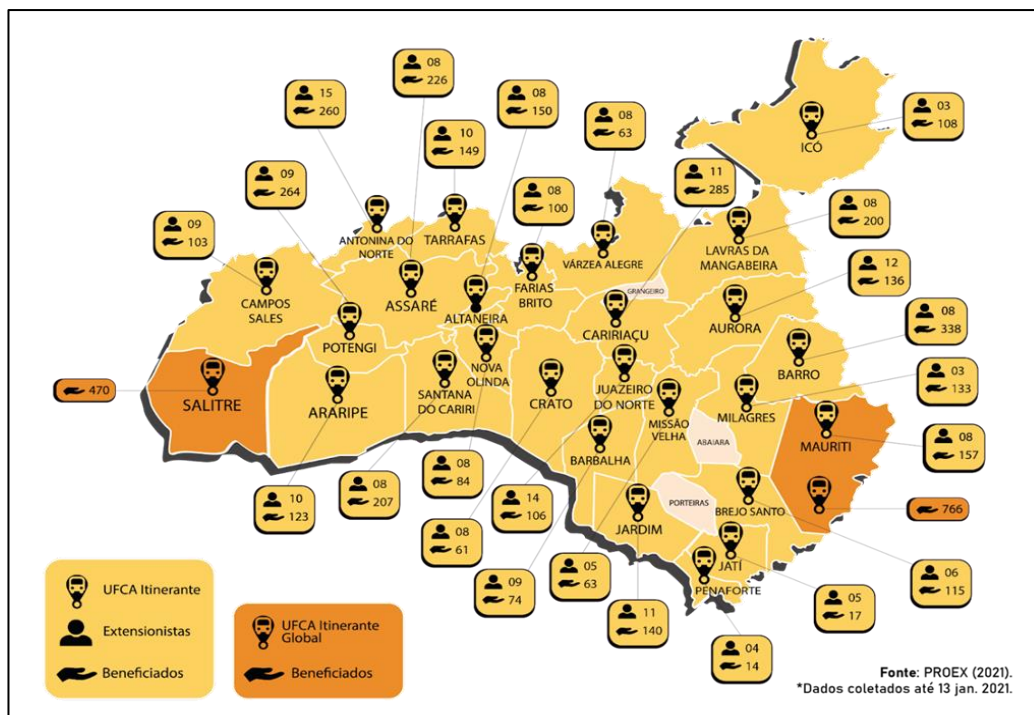 08
226
15
260
08
150
08
63
03
108
10
149
11
285
09
264
08
100
08
200
09
103
ICÓ
ANTONINA DO
NORTE
TARRAFAS
VÁRZEA ALEGRE
LAVRAS DA
MANGABEIRA
12
136
CAMPOS
SALES
ASSARÉ
FARIAS
BRITO
GRANGEIRO
ALTANEIRA
CARIRIAÇU
AURORA
08
338
POTENGI
NOVA
OLINDA
BARRO
470
SALITRE
ARARIPE
SANTANA
DO CARIRI
CRATO
JUAZEIRO
DO NORTE
MISSÃO
VELHA
MILAGRES
03
133
MAURITI
BARBALHA
ABAIARA
08
157
10
123
08
207
08
84
14
106
JARDIM
PORTEIRAS
BREJO SANTO
766
08
61
05
63
JATÍ
PENAFORTE
06
115
09
74
11
140
05
17
04
14
UFCA Itinerante
Extensionistas
Beneficiados
UFCA Itinerante
Global
Beneficiados
Fonte: PROEX (2021).
*Dados coletados até 13 jan. 2021.